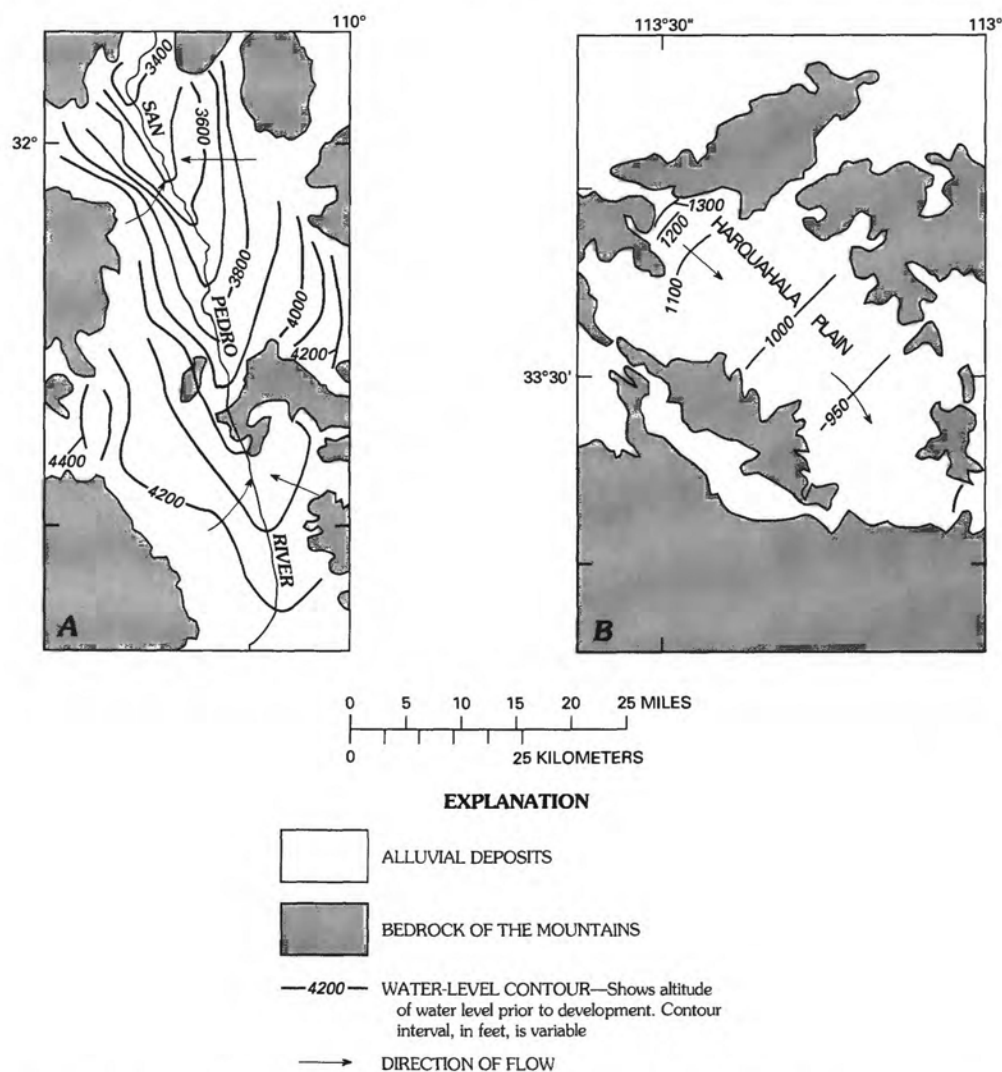 110°
32°
3400
SAN
3600
3800
PEDRO
4000
4200
4400
4200
RIVER
A
113°30"
113°
1300
1200
1100
HARQUAHALA
PLAIN
1000
33°30'
950
B
0 5 10 15 20 25 MILES
0 25 KILOMETERS
EXPLANATION
ALLUVIAL DEPOSITS
BEDROCK OF THE MOUNTAINS
4200 WATER-LEVEL CONTOUR—Shows altitude
of water level prior to development. Contour
interval, in feet, is variable
DIRECTION OF FLOW